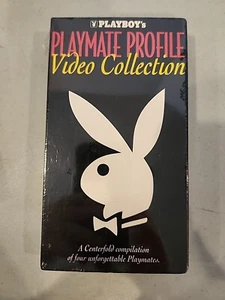 PLAYBOY's
PLAYMATE PROFILE
Video Collection
A Centerfold compilation
of four unforgettable Playmates.